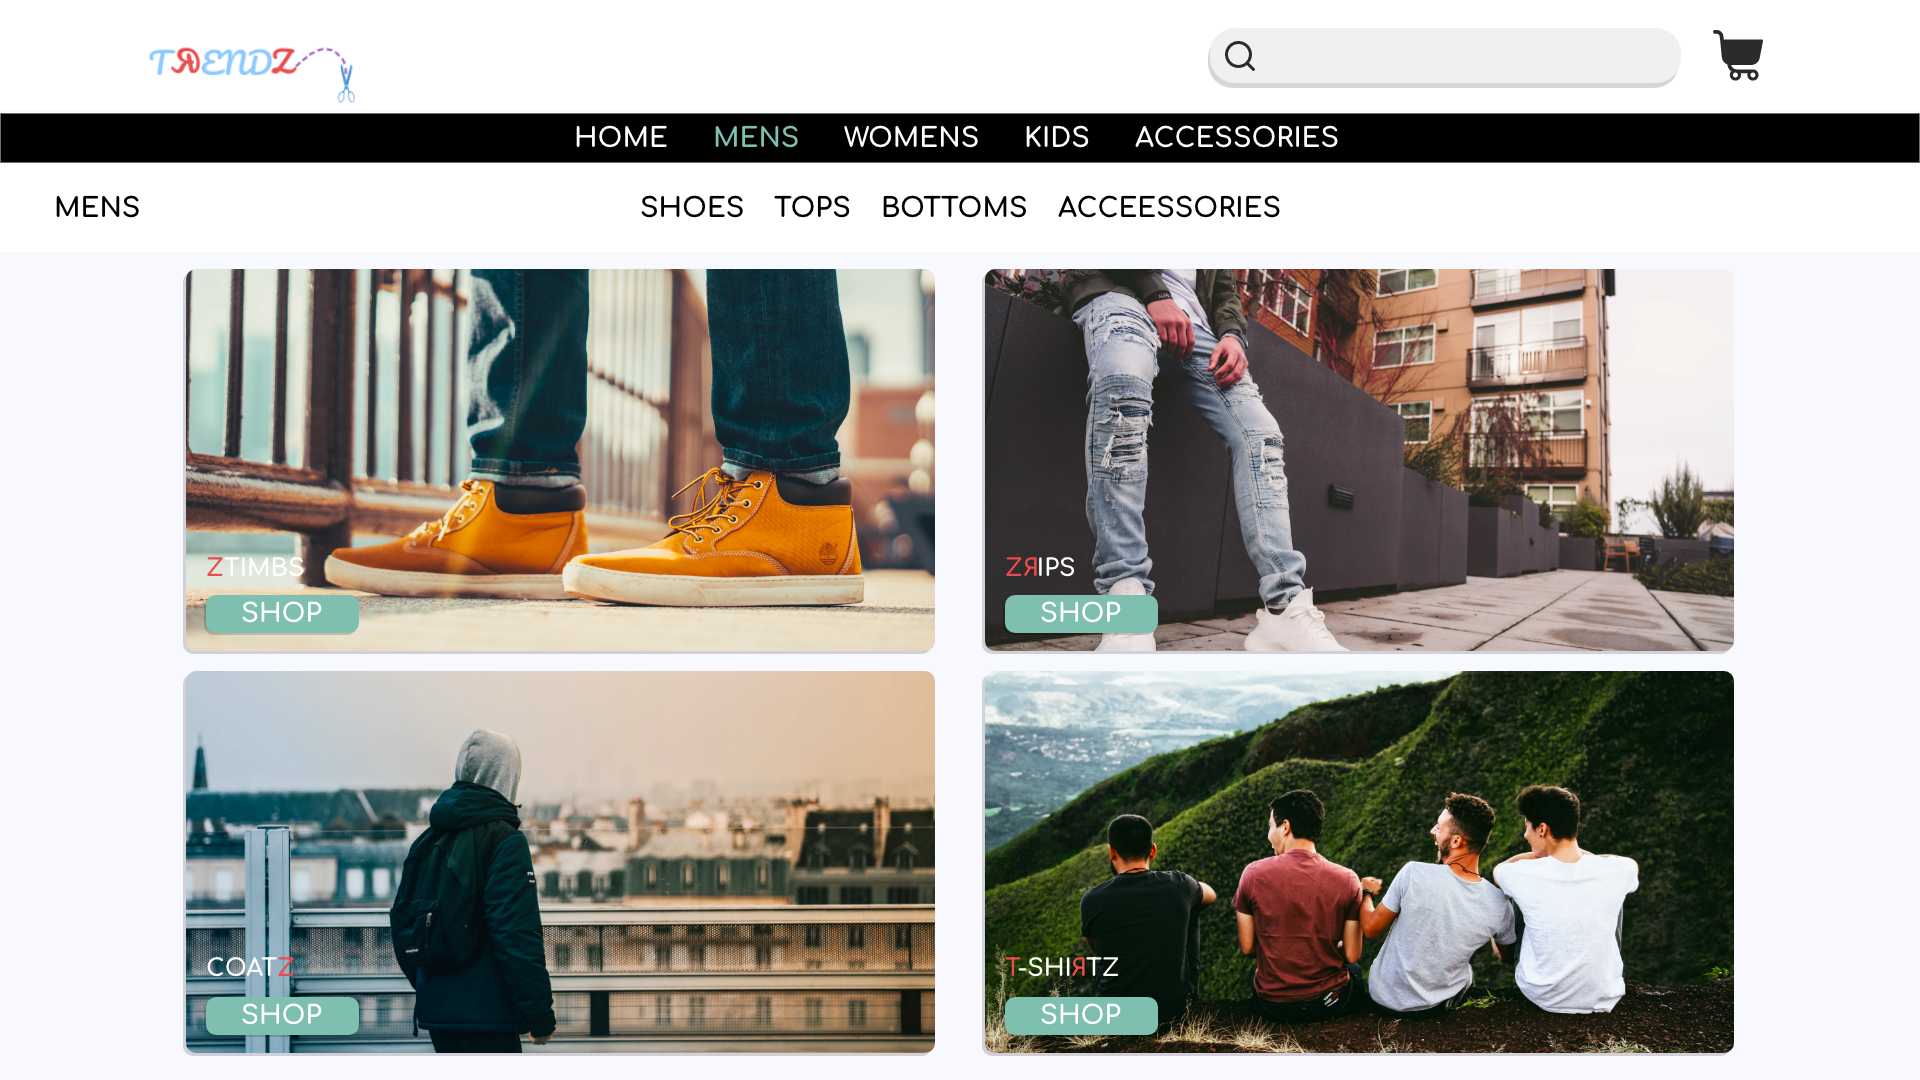 TЯENDZ
HOME MENS WOMENS KIDS ACCESSORIES
MENS SHOES TOPS BOTTOMS ACCEESSORIES
ZTIMBS
SHOP
ZЯIPS
SHOP
COATZ
SHOP
T-SHIЯTZ
SHOP